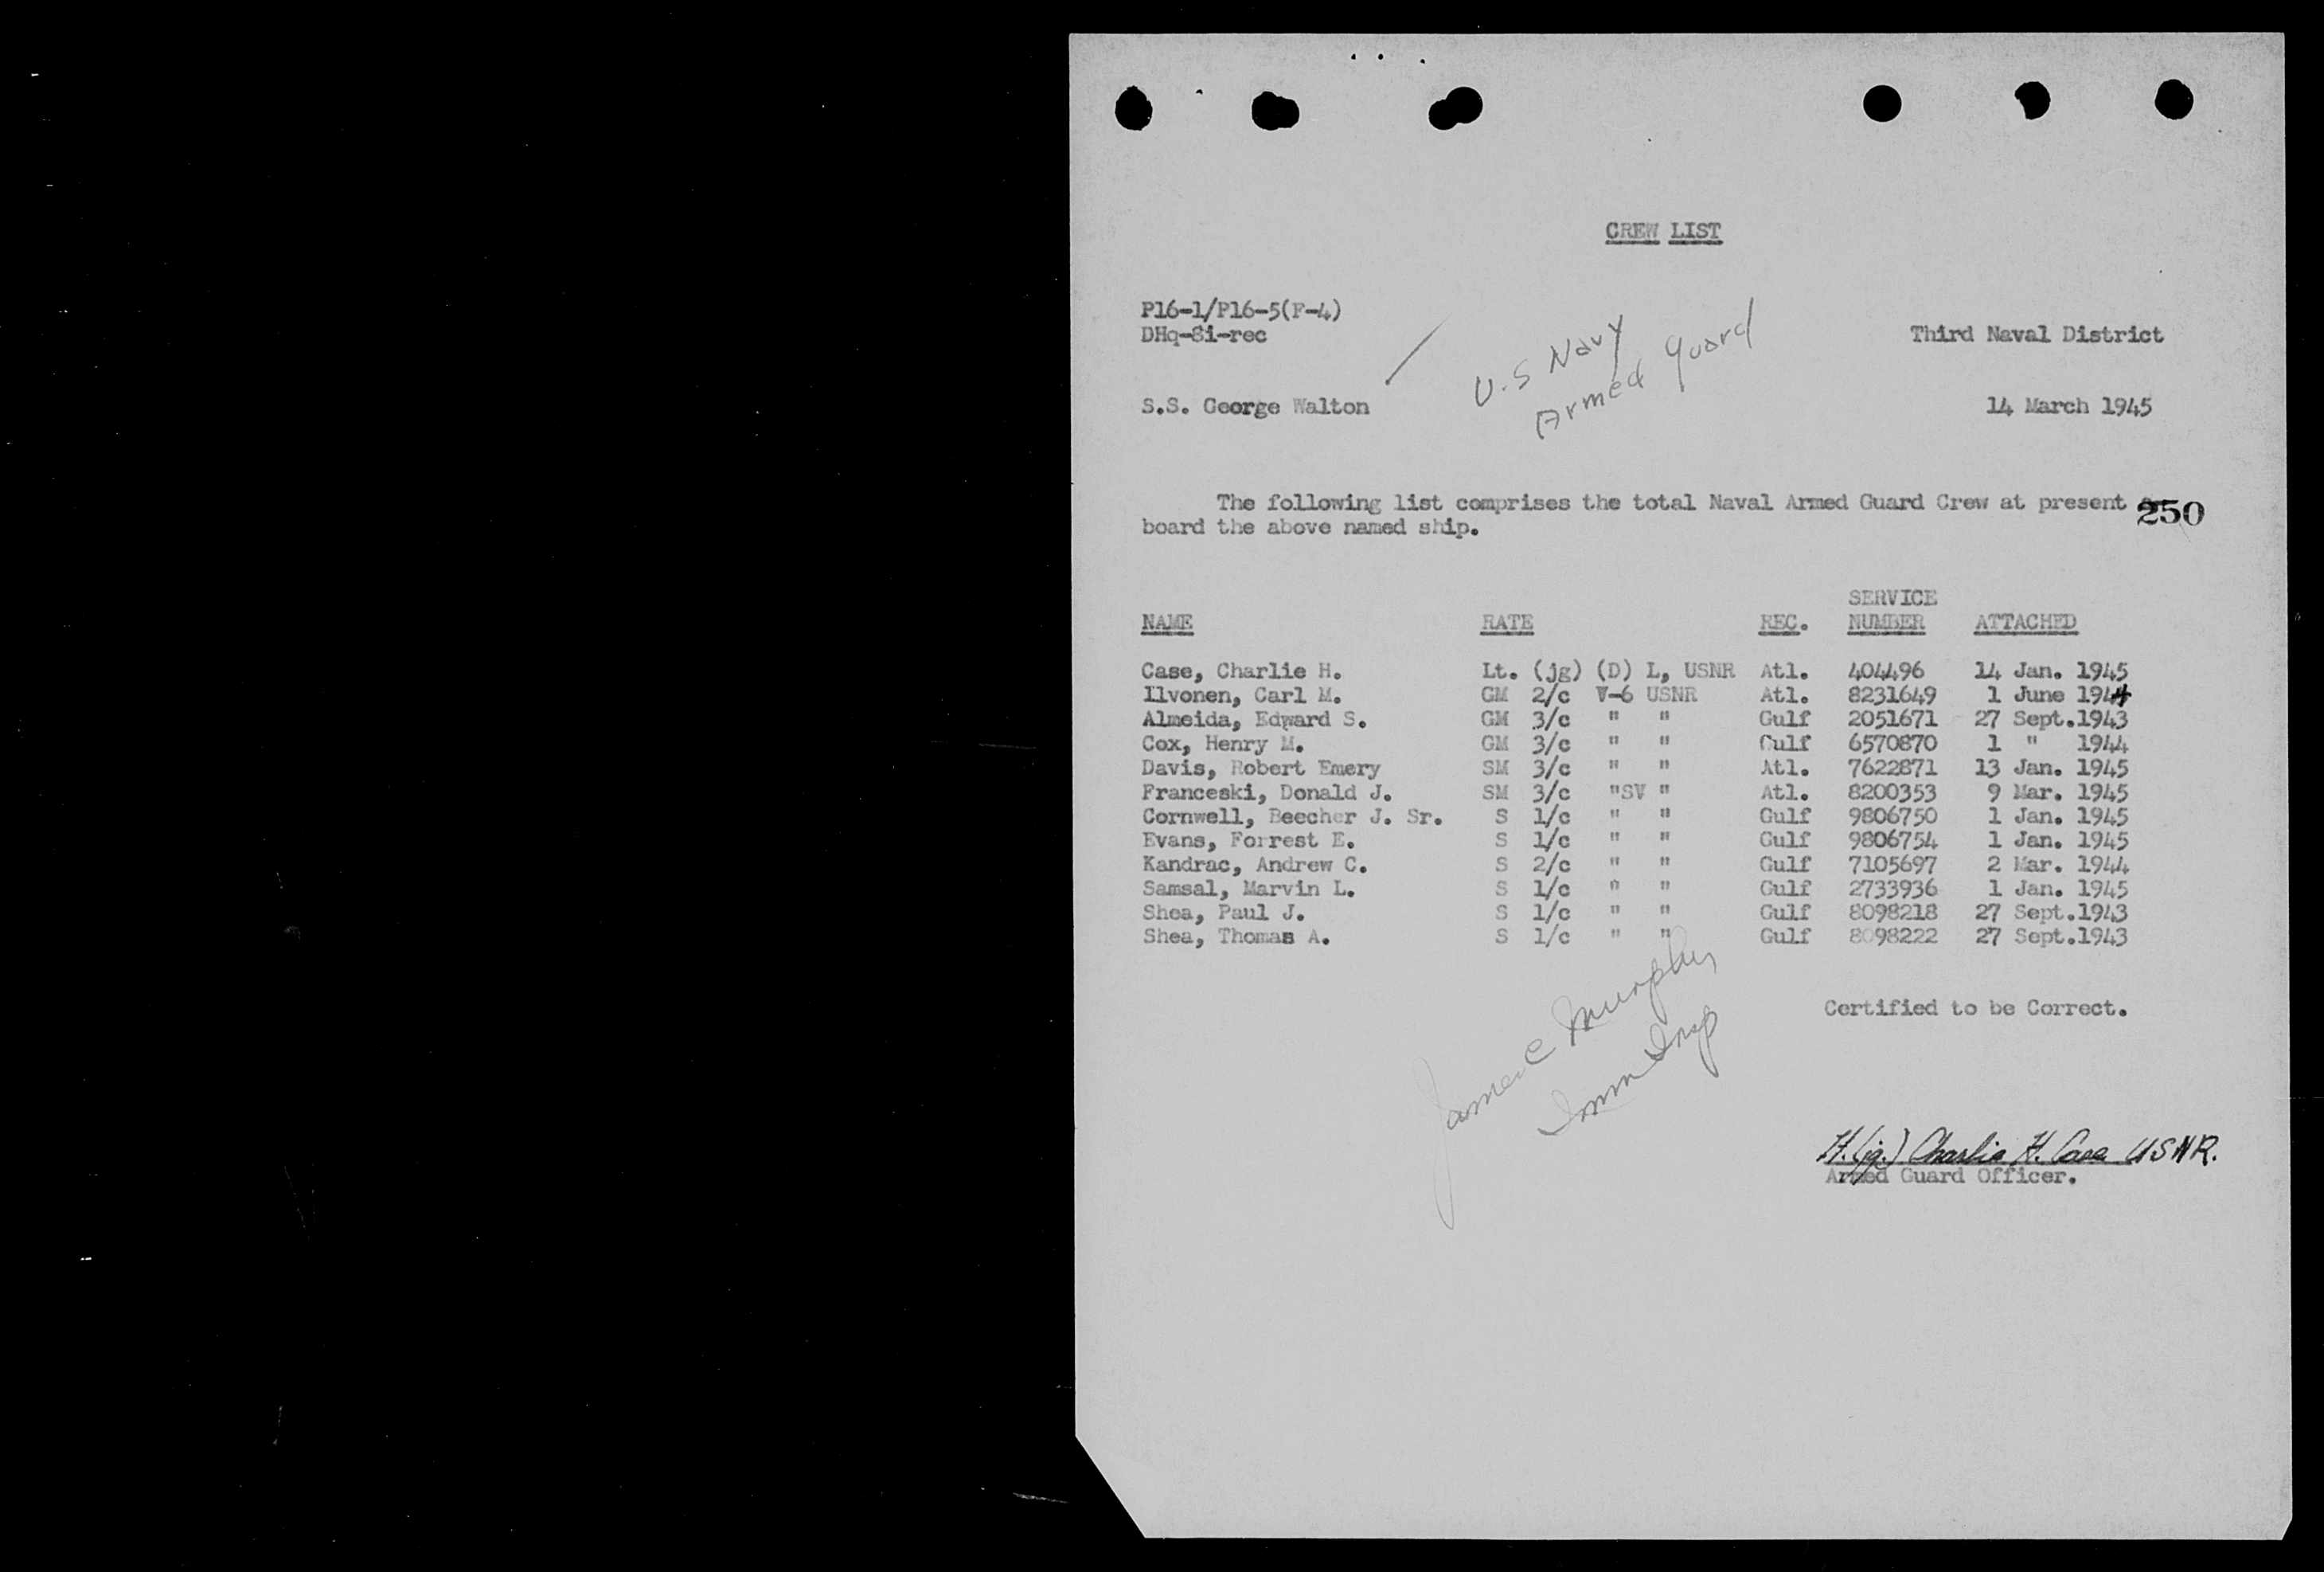 CREW LIST
P16-1/P16-5(F-4)
DHq-Si-rec
Third Naval District
U.S Navy
Armed Guard
S.S. George Walton
14 March 1945
The following list comprises the total Naval Armed Guard Crew at present a-
250
board the above named ship.
SERVICE
NAME RATE REC. NUMBER ATTACHED
Case, Charlie H. Lt. (jg) (D) L, USNR Atl. 404496 14 Jan. 1945
Ilvonen, Carl M. GM 2/c V-6 USNR Atl. 8231649 1 June 1944
Almeida, Edward S. GM 3/c " " Gulf 2051671 27 Sept.1943
Cox, Henry M. GM 3/c " " Gulf 6570870 1 " 1944
Davis, Robert Emery SM 3/c " " Atl. 7622871 13 Jan. 1945
Franceski, Donald J. SM 3/c "SV " Atl. 8200353 9 Mar. 1945
Cornwell, Beecher J. Sr. S 1/c " " Gulf 9806750 1 Jan. 1945
Evans, Forrest E. S 1/c " " Gulf 9806754 1 Jan. 1945
Kandrac, Andrew C. S 2/c " " Gulf 7105697 2 Mar. 1944
Samsal, Marvin L. S 1/c " " Gulf 2733936 1 Jan. 1945
Shea, Paul J. S 1/c " " Gulf 8098218 27 Sept.1943
Shea, Thomas A. S 1/c " " Gulf 8098222 27 Sept.1943
Certified to be Correct.
James C Murphy
Imm Insp
Lt.(jg.) Charlie H. Case USNR.
Armed Guard Officer.